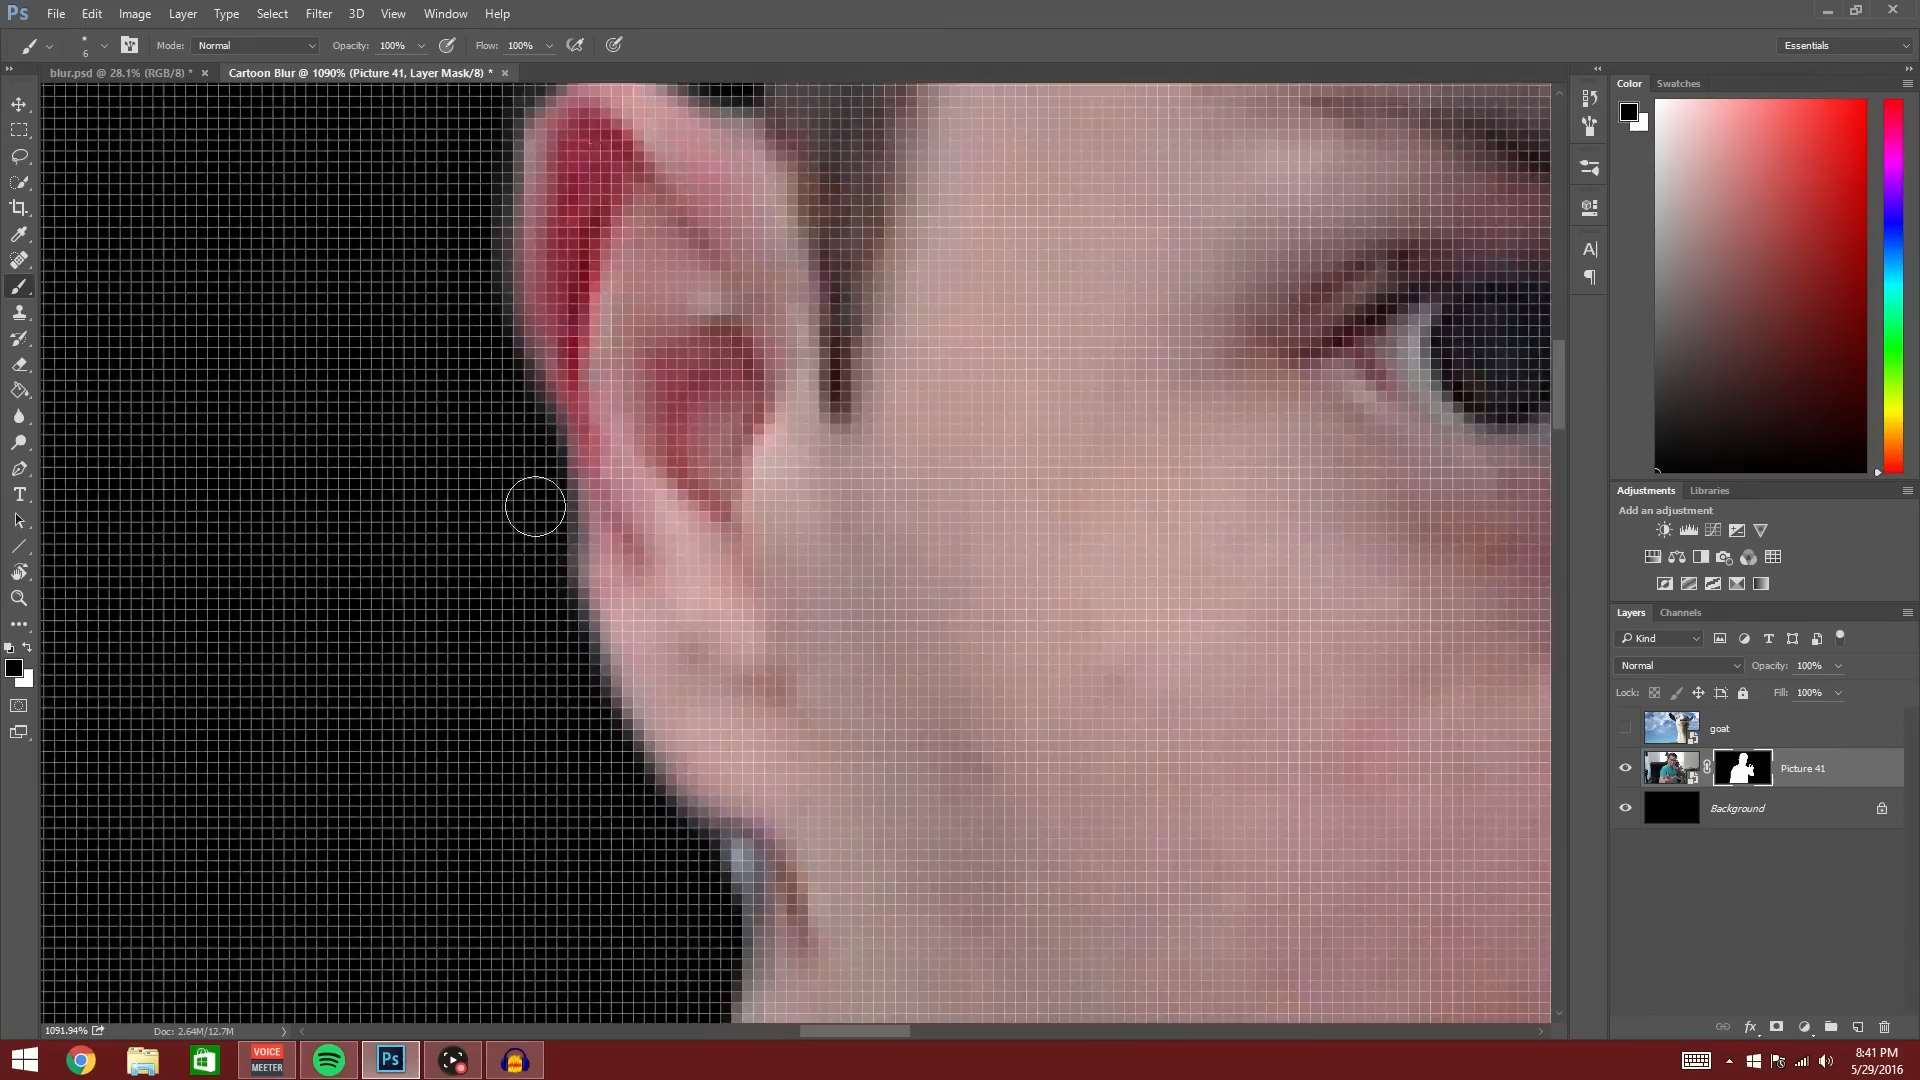 Ps File Edit Image Layer Type Select Filter 3D View Window Help
6 Mode: Normal Opacity: 100% Flow: 100% Essentials
blur.psd @ 28.1% (RGB/8) * × Cartoon Blur @ 1090% (Picture 41, Layer Mask/8) * ×
Color Swatches
Adjustments Libraries
Add an adjustment
Layers Channels
Kind
Normal Opacity: 100%
Lock: Fill: 100%
goat
Picture 41
Background
1091.94% Doc: 2.64M/12.7M
VOICE
MEETER
Ps
8:41 PM
5/29/2016